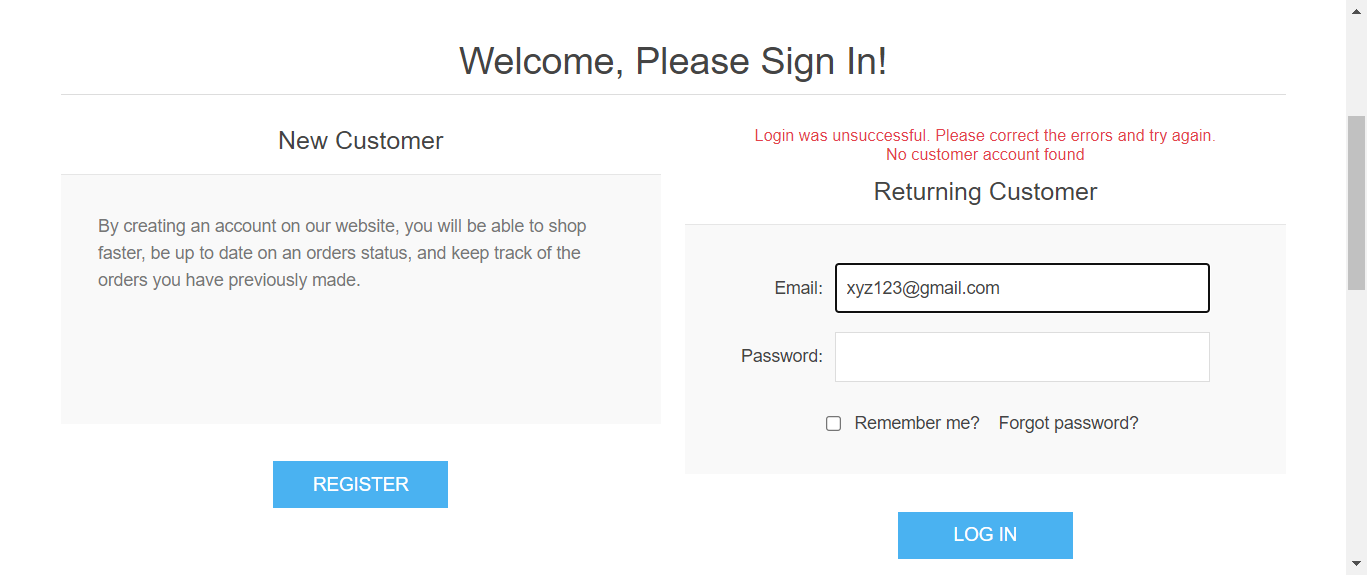 Welcome, Please Sign In!
New Customer
By creating an account on our website, you will be able to shop
faster, be up to date on an orders status, and keep track of the
orders you have previously made.
REGISTER
Login was unsuccessful. Please correct the errors and try again.
No customer account found
Returning Customer
Email: xyz123@gmail.com
Password:
Remember me? Forgot password?
LOG IN